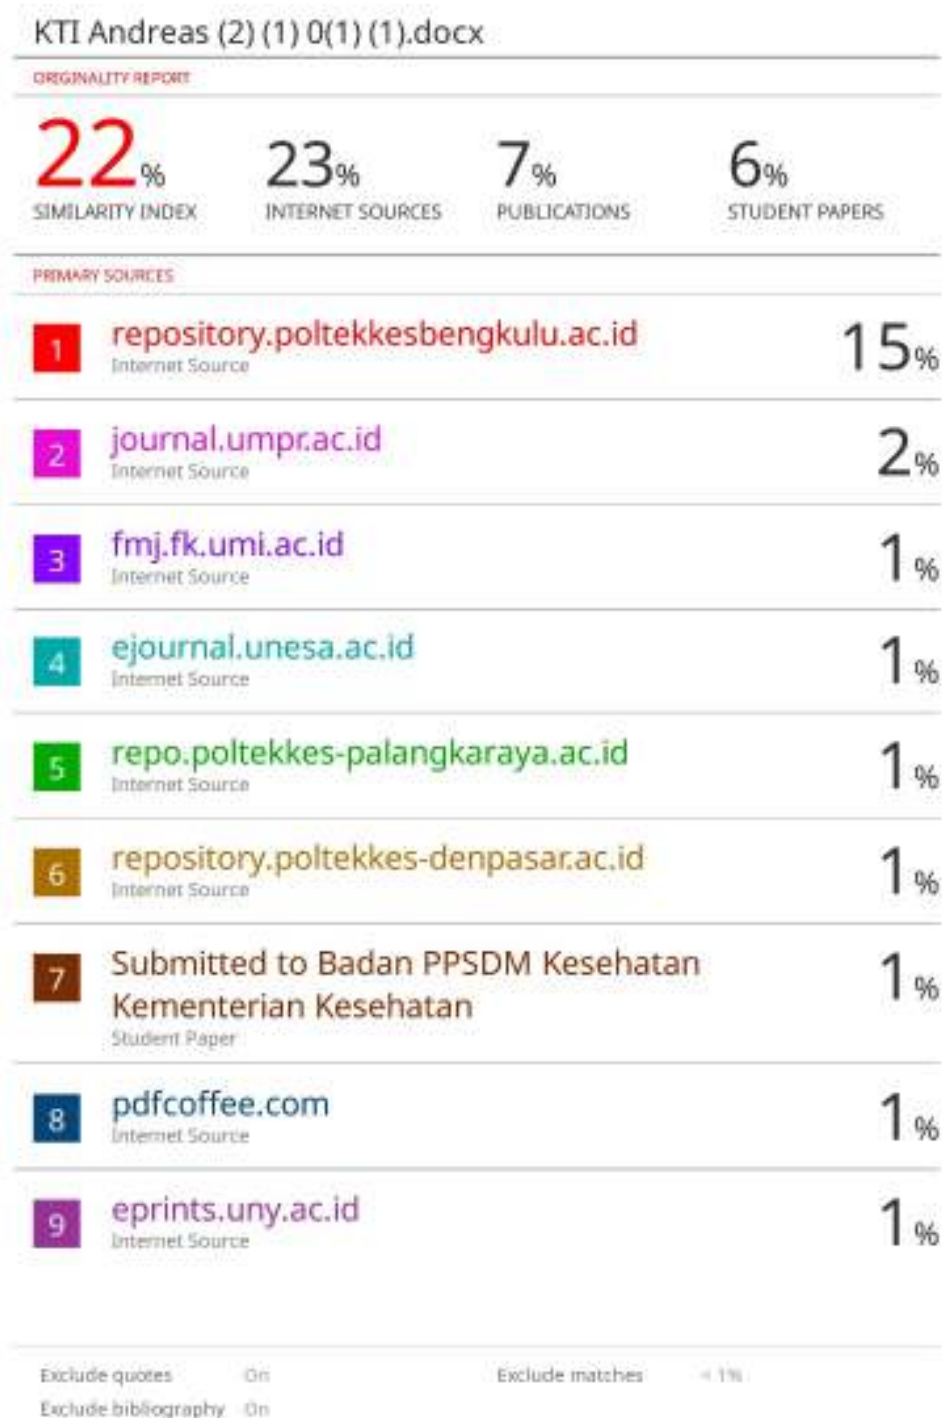 KTI Andreas (2) (1) 0(1) (1).docx
ORIGINALITY REPORT
22% 23% 7% 6%
SIMILARITY INDEX INTERNET SOURCES PUBLICATIONS STUDENT PAPERS
PRIMARY SOURCES
1 repository.poltekkesbengkulu.ac.id 15%
Internet Source
2 journal.umpr.ac.id 2%
Internet Source
3 fmj.fk.umi.ac.id 1%
Internet Source
4 ejournal.unesa.ac.id 1%
Internet Source
5 repo.poltekkes-palangkaraya.ac.id 1%
Internet Source
6 repository.poltekkes-denpasar.ac.id 1%
Internet Source
7 Submitted to Badan PPSDM Kesehatan 1%
Kementerian Kesehatan
Student Paper
8 pdfcoffee.com 1%
Internet Source
9 eprints.uny.ac.id 1%
Internet Source
Exclude quotes On Exclude matches < 1%
Exclude bibliography On